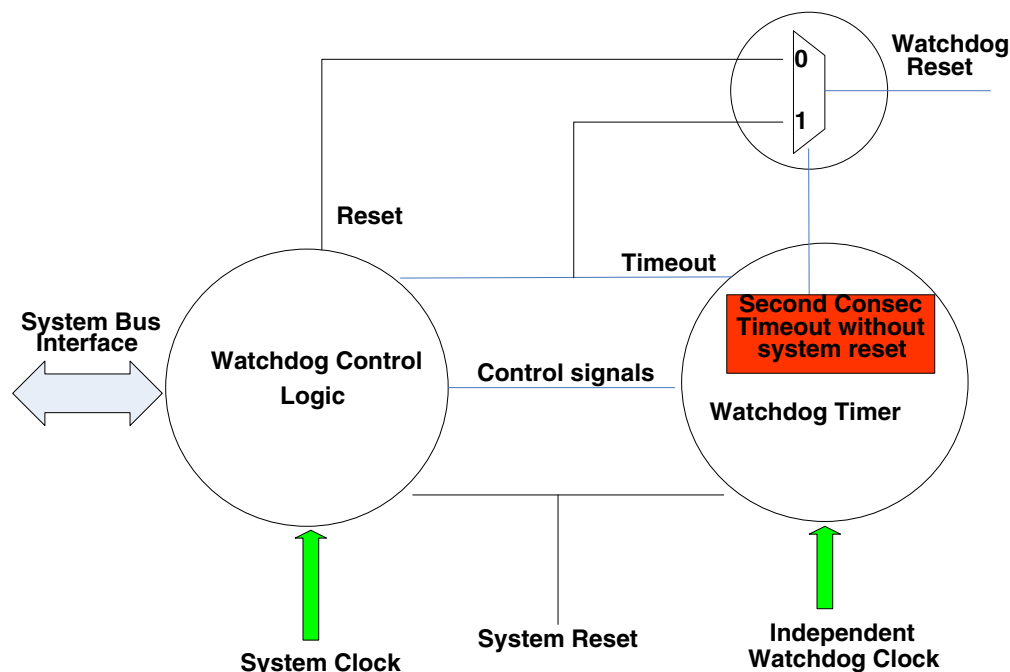 0
Watchdog
Reset
1
Reset
Timeout
Second Consec
Timeout without
system reset
System Bus
Interface
Watchdog Control
Logic
Control signals
Watchdog Timer
System Reset
Independent
Watchdog Clock
System Clock